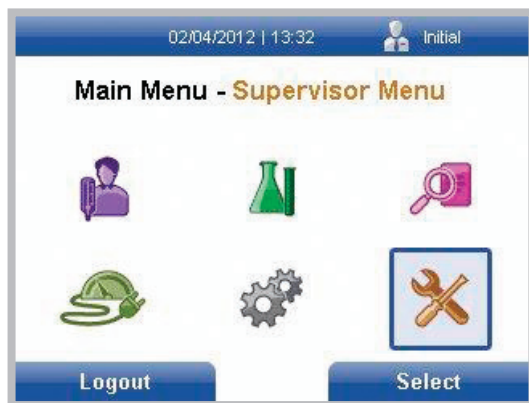 02/04/2012 | 13:32 Initial
Main Menu - Supervisor Menu
Logout Select